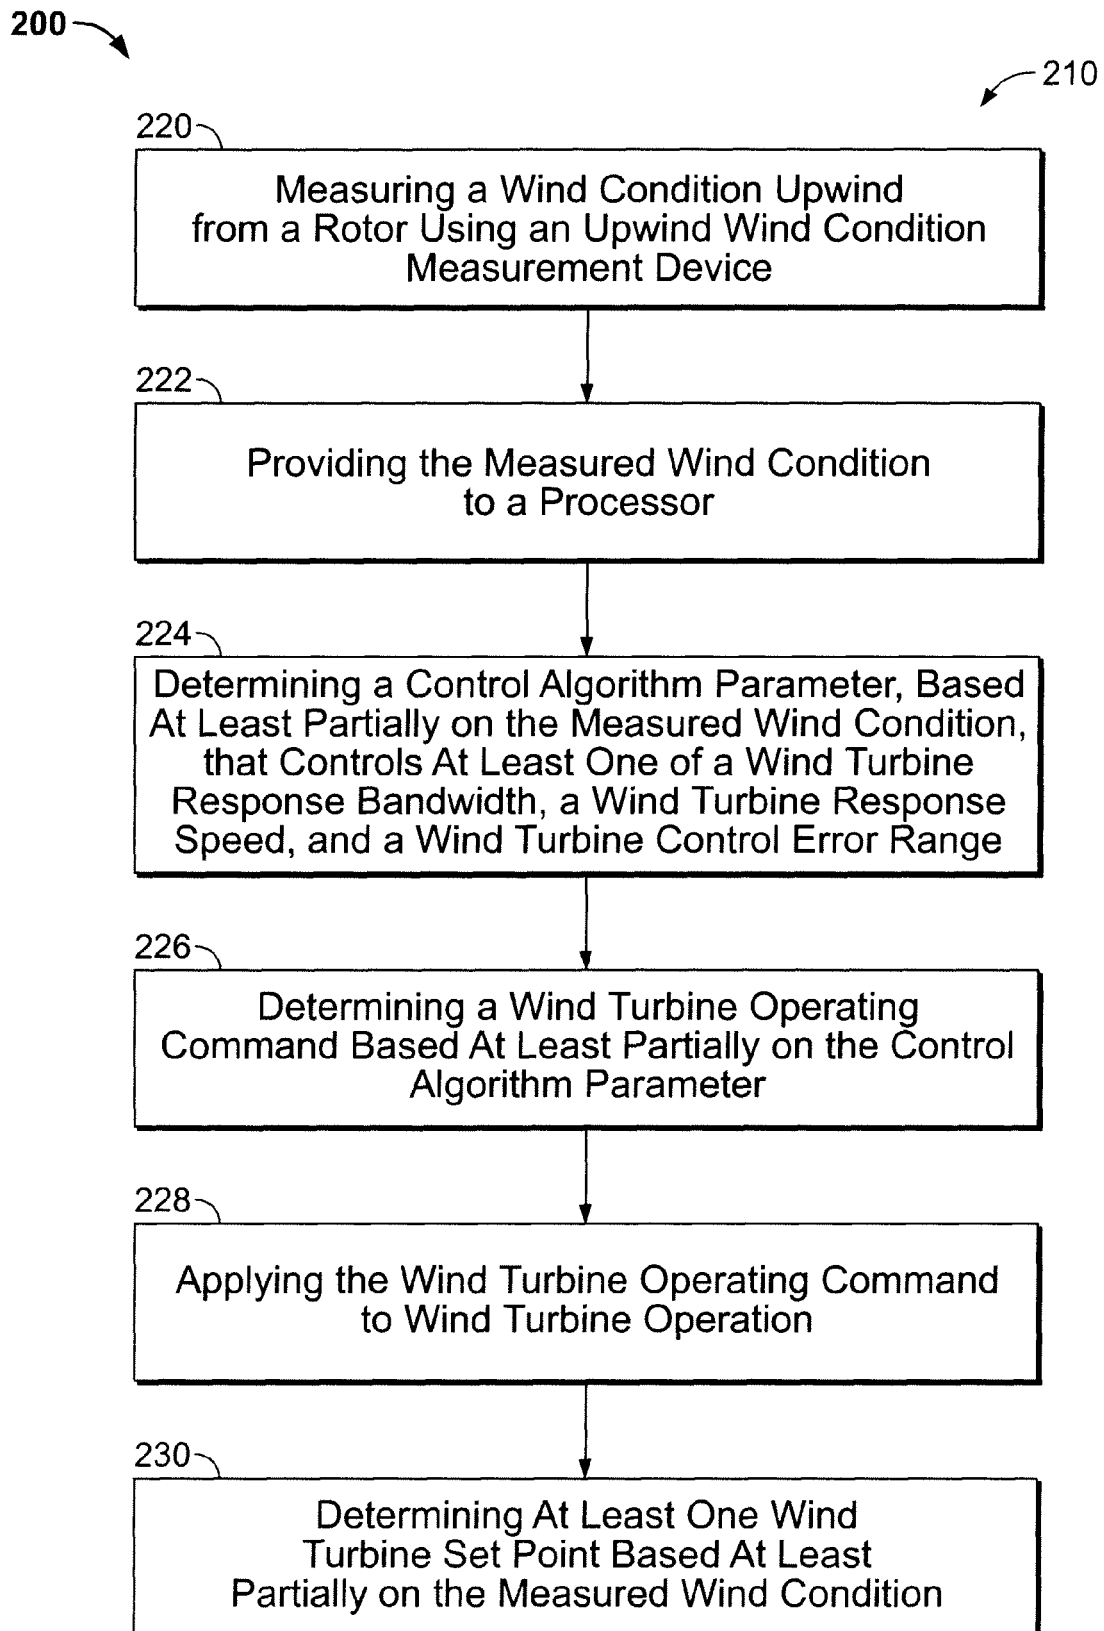 200
210
220
Measuring a Wind Condition Upwind
from a Rotor Using an Upwind Wind Condition
Measurement Device
222
Providing the Measured Wind Condition
to a Processor
224
Determining a Control Algorithm Parameter, Based
At Least Partially on the Measured Wind Condition,
that Controls At Least One of a Wind Turbine
Response Bandwidth, a Wind Turbine Response
Speed, and a Wind Turbine Control Error Range
226
Determining a Wind Turbine Operating
Command Based At Least Partially on the Control
Algorithm Parameter
228
Applying the Wind Turbine Operating Command
to Wind Turbine Operation
230
Determining At Least One Wind
Turbine Set Point Based At Least
Partially on the Measured Wind Condition